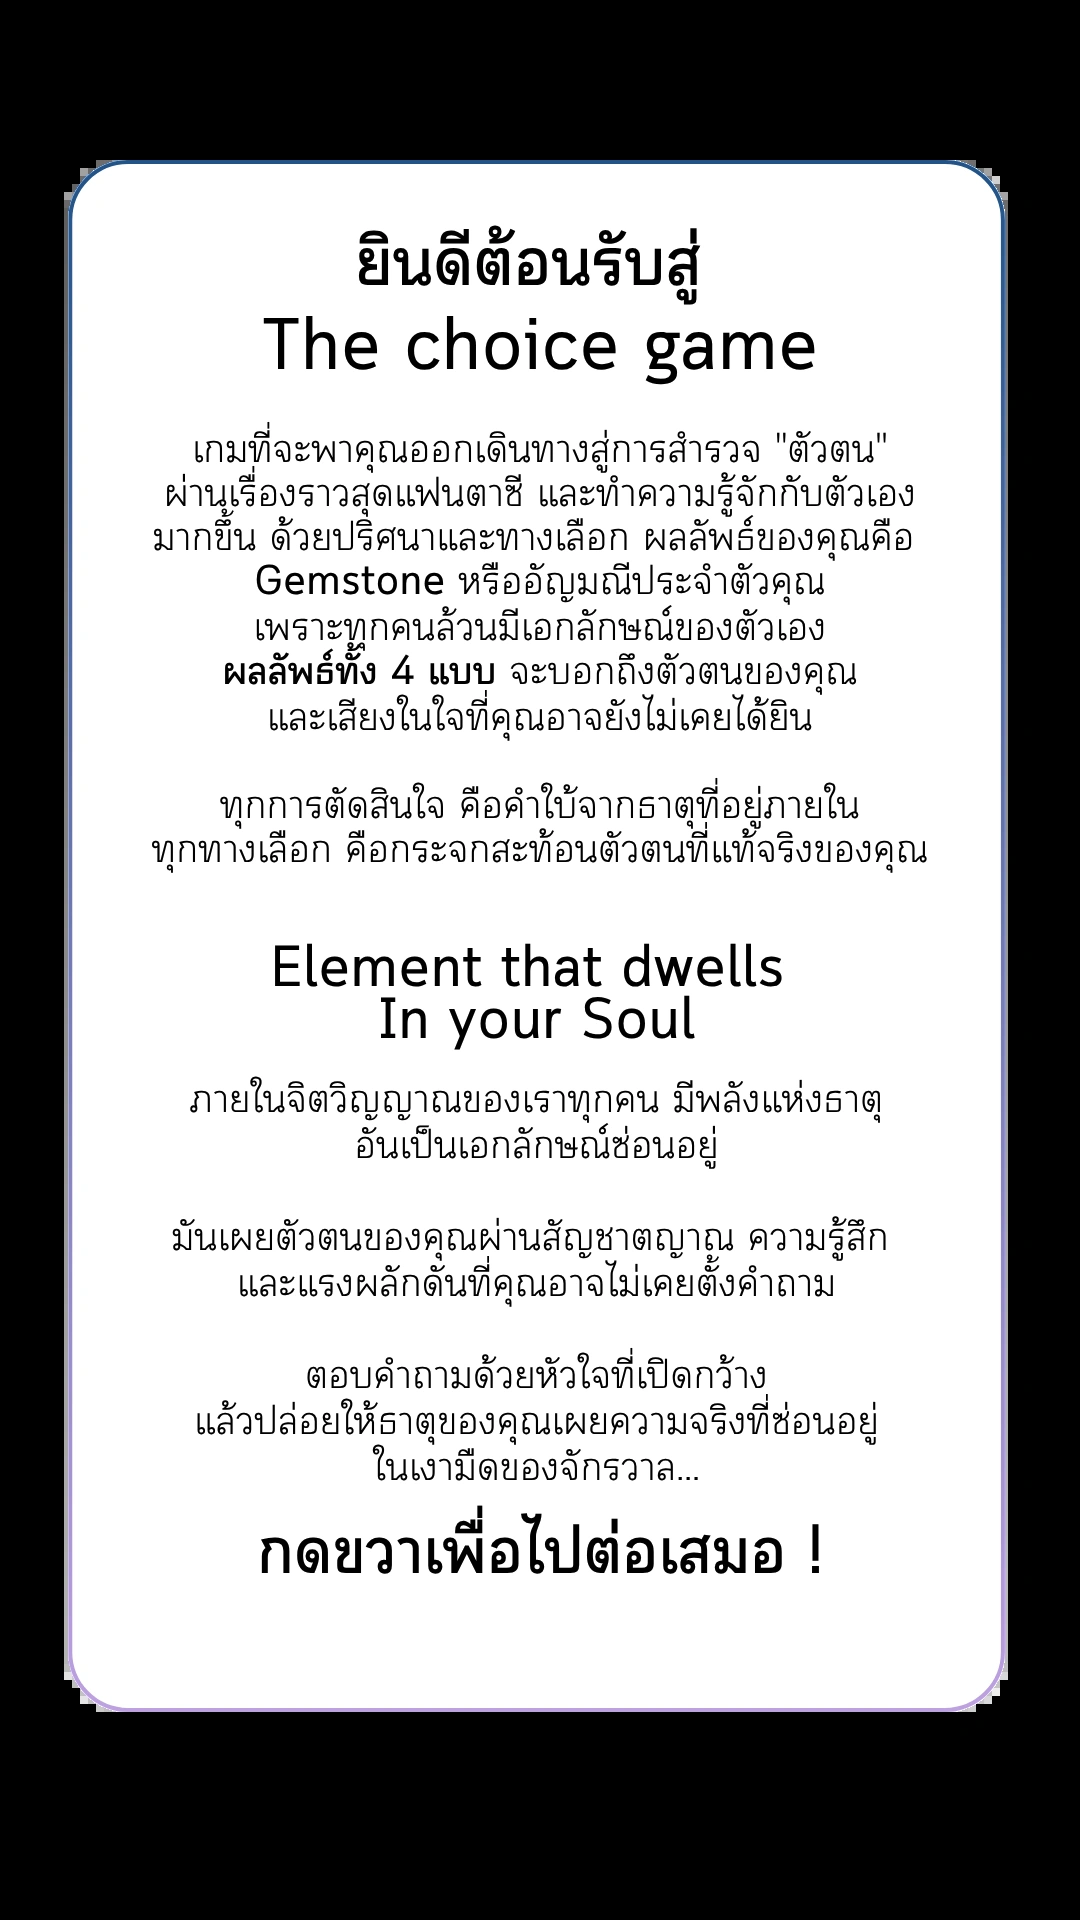 ยินดีต้อนรับสู่
The choice game
เกมที่จะพาคุณออกเดินทางสู่การสำรวจ "ตัวตน"
ผ่านเรื่องราวสุดแฟนตาซี และทำความรู้จักกับตัวเอง
มากขึ้น ด้วยปริศนาและทางเลือก ผลลัพธ์ของคุณคือ
Gemstone หรืออัญมณีประจำตัวคุณ
เพราะทุกคนล้วนมีเอกลักษณ์ของตัวเอง
ผลลัพธ์ทั้ง 4 แบบ จะบอกถึงตัวตนของคุณ
และเสียงในใจที่คุณอาจยังไม่เคยได้ยิน
ทุกการตัดสินใจ คือคำใบ้จากธาตุที่อยู่ภายใน
ทุกทางเลือก คือกระจกสะท้อนตัวตนที่แท้จริงของคุณ
Element that dwells
In your Soul
ภายในจิตวิญญาณของเราทุกคน มีพลังแห่งธาตุ
อันเป็นเอกลักษณ์ซ่อนอยู่
มันเผยตัวตนของคุณผ่านสัญชาตญาณ ความรู้สึก
และแรงผลักดันที่คุณอาจไม่เคยตั้งคำถาม
ตอบคำถามด้วยหัวใจที่เปิดกว้าง
แล้วปล่อยให้ธาตุของคุณเผยความจริงที่ซ่อนอยู่
ในเงามืดของจักรวาล...
กดขวาเพื่อไปต่อเสมอ !